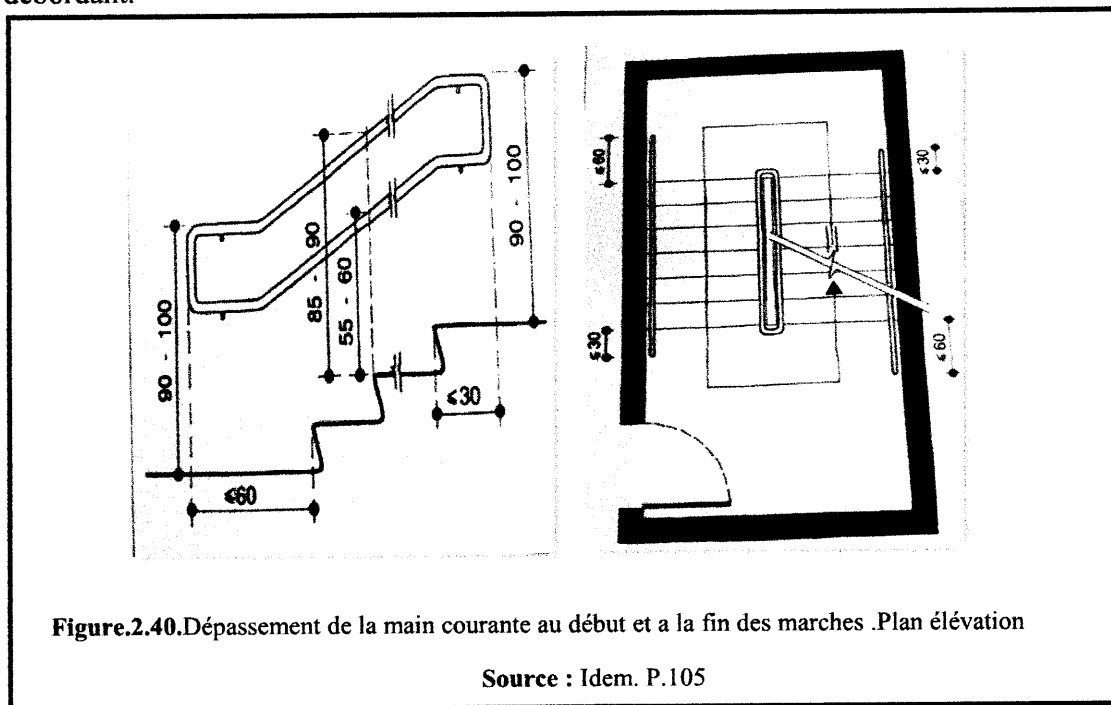 débordant.
90 - 100
85 - 90
55 - 60
90 - 100
≤30
≤60
≤60
≤30
≤30
≤60
Figure.2.40.Dépassement de la main courante au début et a la fin des marches .Plan élévation
Source : Idem. P.105